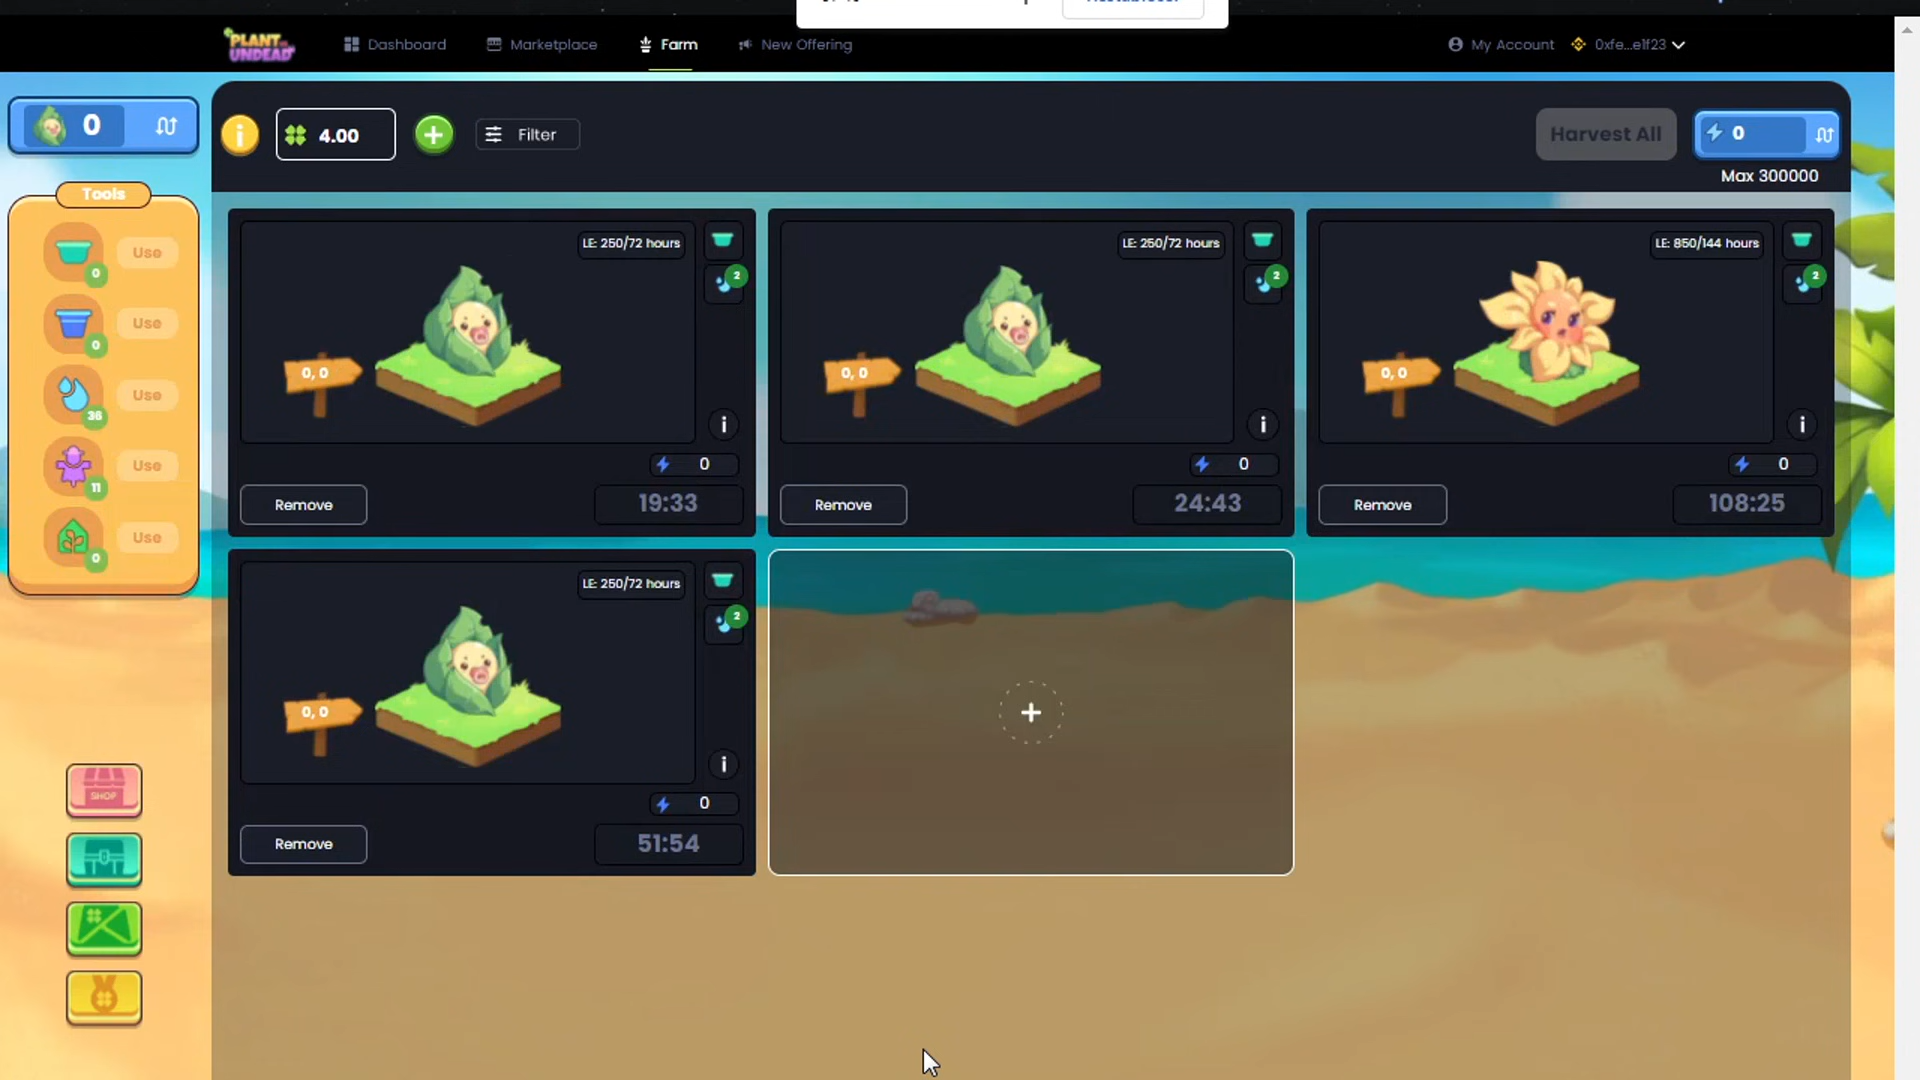 PLANT vs. UNDEAD
Dashboard
Marketplace
Farm
New Offering
My Account
0xfe...e1f23
0
4.00
Filter
Harvest All
0
Max 300000
Tools
0 Use
0 Use
36 Use
11 Use
0 Use
SHOP
LE: 250/72 hours
2
0, 0
0
Remove
19:33
LE: 250/72 hours
2
0, 0
0
Remove
24:43
LE: 850/144 hours
2
0, 0
0
Remove
108:25
LE: 250/72 hours
2
0, 0
0
Remove
51:54